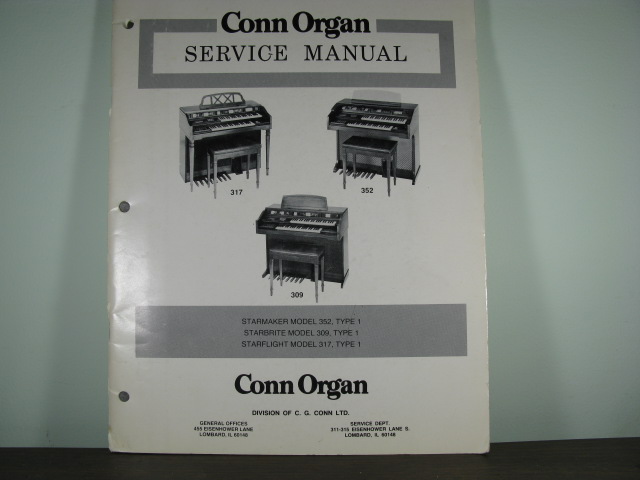 Conn Organ
SERVICE MANUAL
317
352
309
STARMAKER MODEL 352, TYPE 1
STARBRITE MODEL 309, TYPE 1
STARFLIGHT MODEL 317, TYPE 1
Conn Organ
DIVISION OF C. G. CONN LTD.
GENERAL OFFICES
455 EISENHOWER LANE
LOMBARD, IL 60148
SERVICE DEPT.
311-315 EISENHOWER LANE S.
LOMBARD, IL 60148